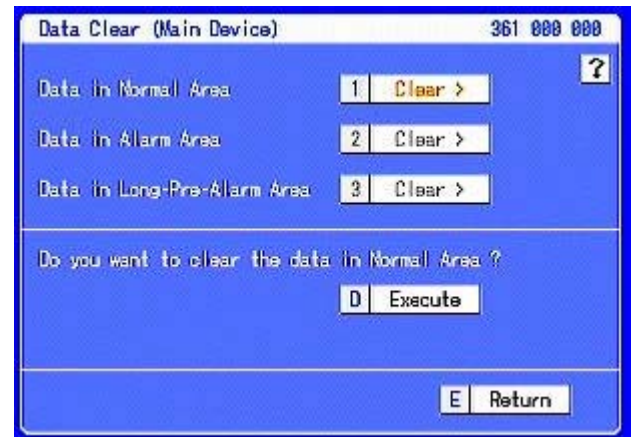 Data Clear (Main Device) 361 000 000
?
Data in Normal Area 1 Clear >
Data in Alarm Area 2 Clear >
Data in Long-Pre-Alarm Area 3 Clear >
Do you want to clear the data in Normal Area ?
D Execute
E Return